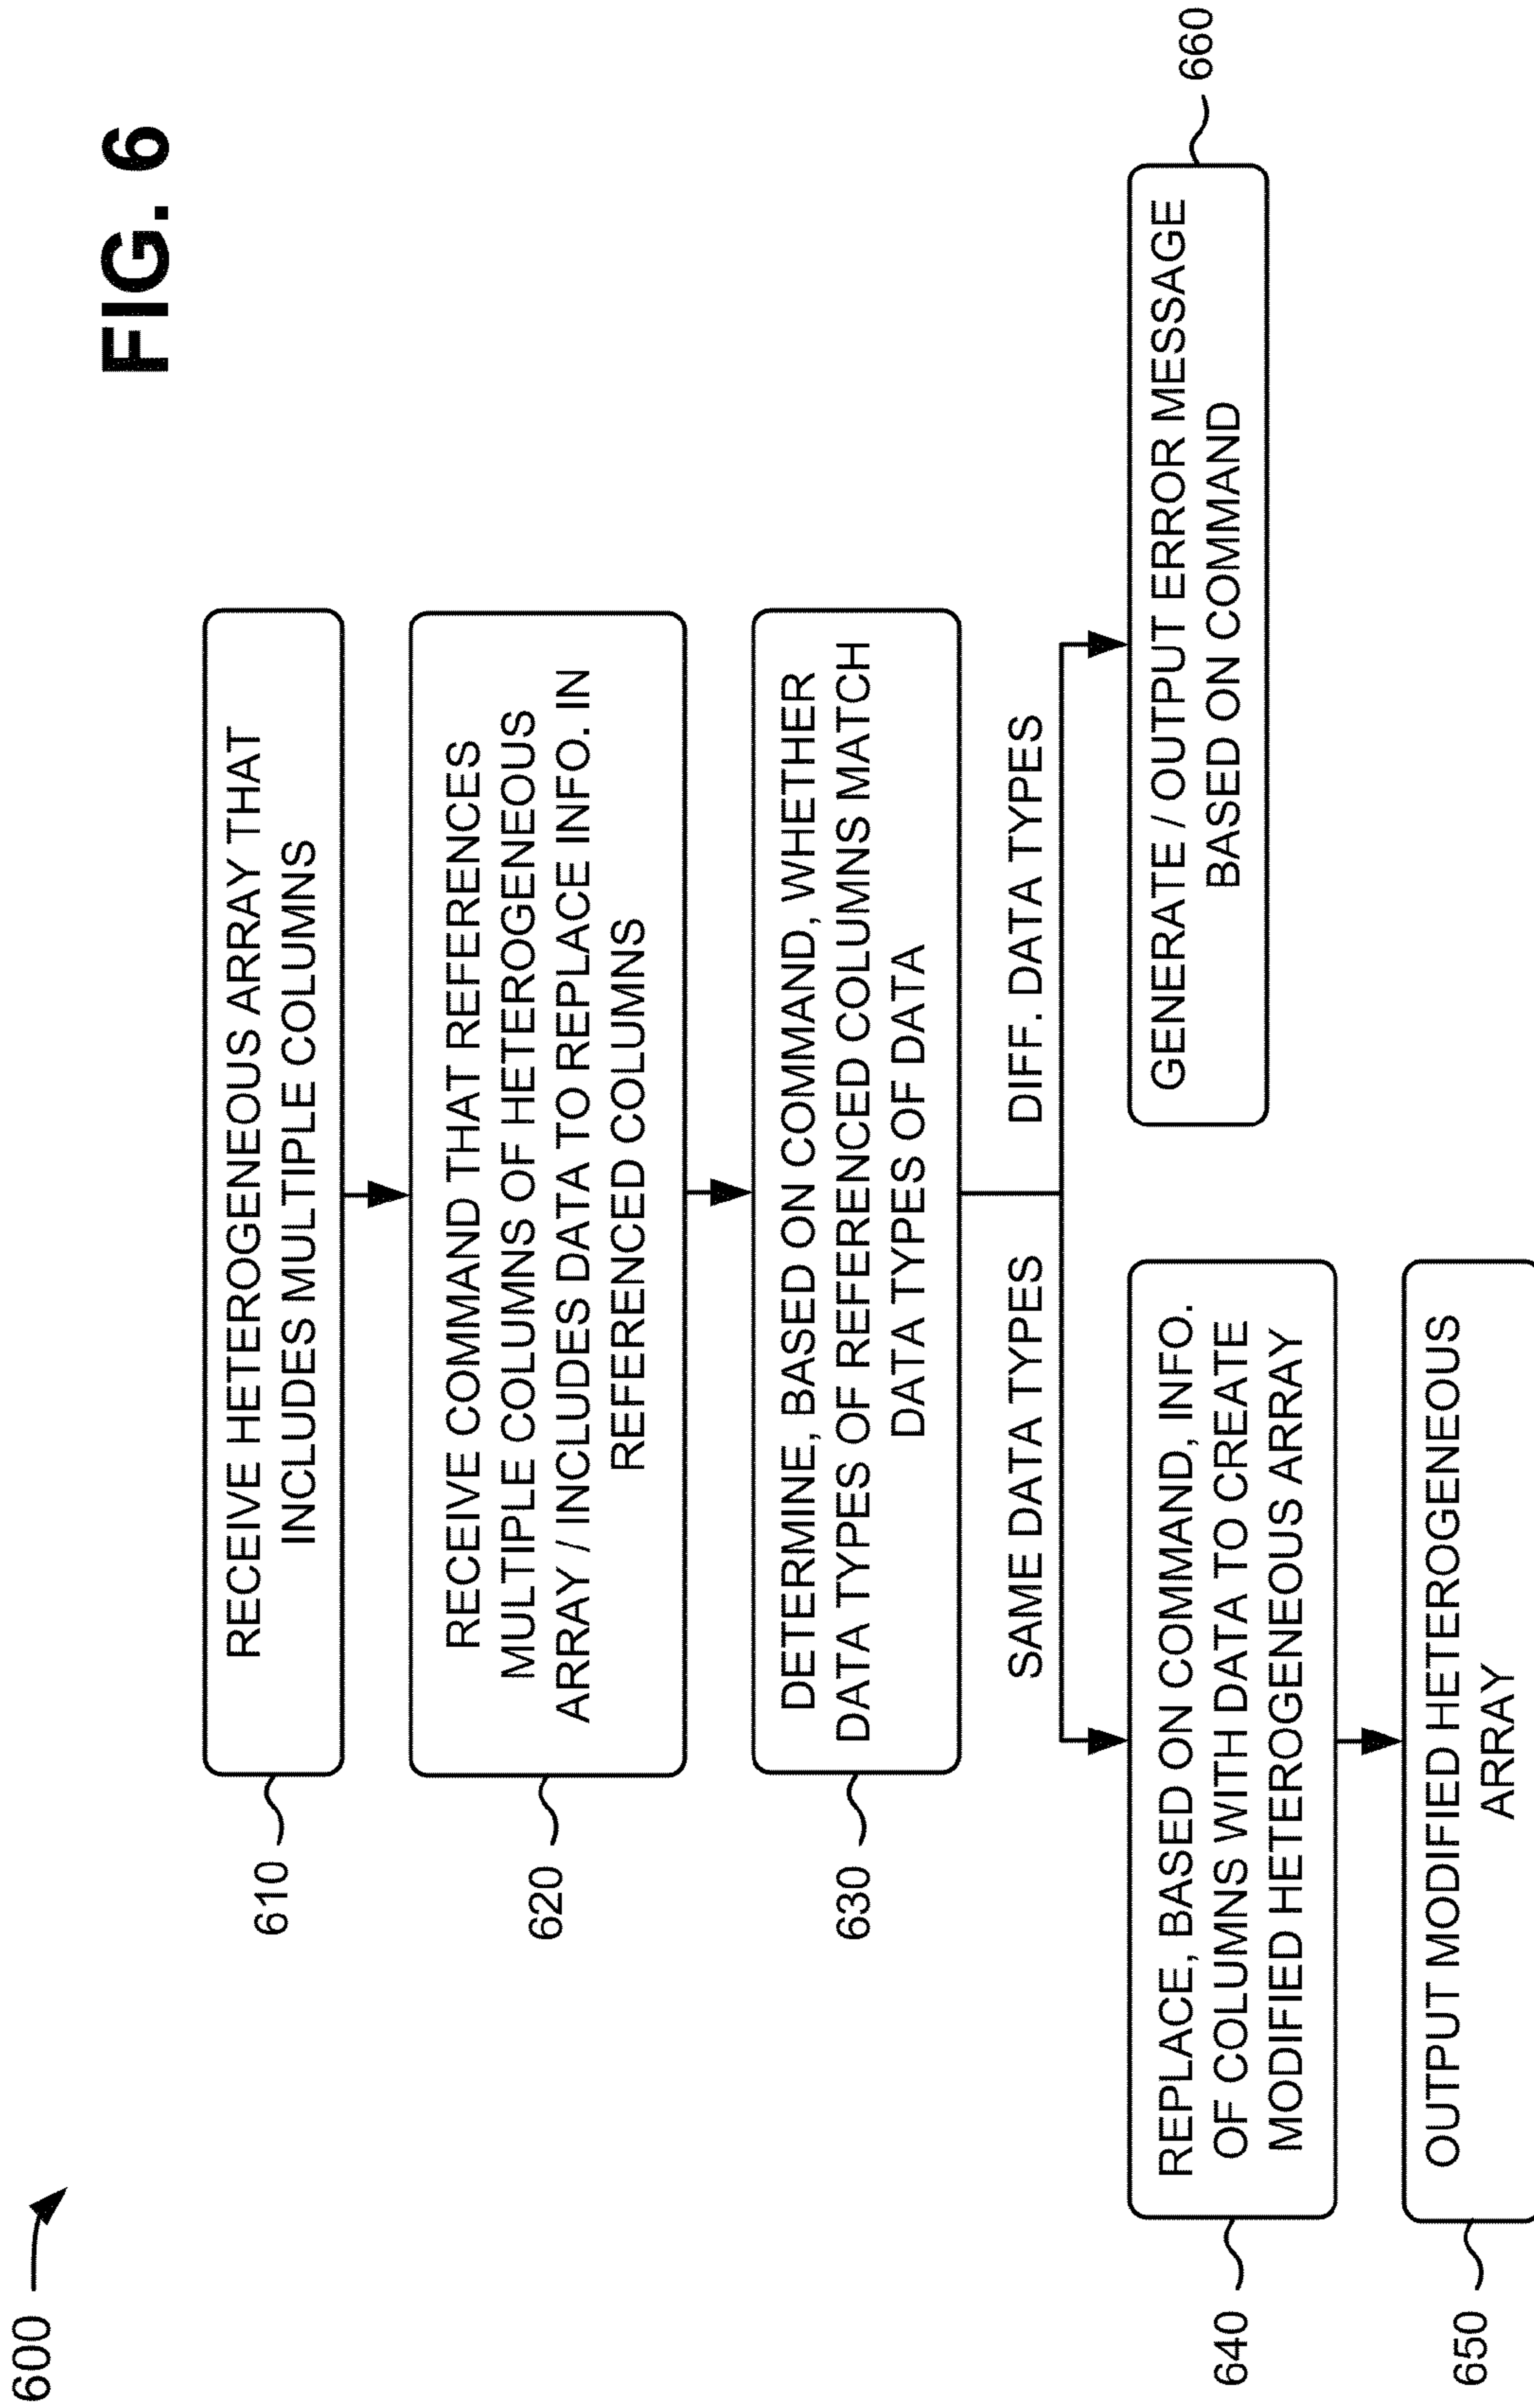 600
FIG. 6
610
RECEIVE HETEROGENEOUS ARRAY THAT
INCLUDES MULTIPLE COLUMNS
620
RECEIVE COMMAND THAT REFERENCES
MULTIPLE COLUMNS OF HETEROGENEOUS
ARRAY / INCLUDES DATA TO REPLACE INFO. IN
REFERENCED COLUMNS
630
DETERMINE, BASED ON COMMAND, WHETHER
DATA TYPES OF REFERENCED COLUMNS MATCH
DATA TYPES OF DATA
SAME DATA TYPES
DIFF. DATA TYPES
640
REPLACE, BASED ON COMMAND, INFO.
OF COLUMNS WITH DATA TO CREATE
MODIFIED HETEROGENEOUS ARRAY
GENERATE / OUTPUT ERROR MESSAGE
BASED ON COMMAND
660
650
OUTPUT MODIFIED HETEROGENEOUS
ARRAY